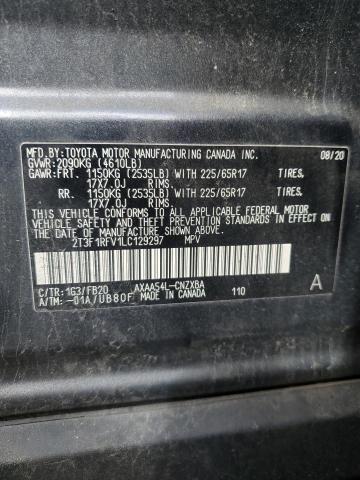 MFD.BY:TOYOTA MOTOR MANUFACTURING CANADA INC. 08/20
GVWR:2090KG (4610LB)
GAWR:FRT. 1150KG (2535LB) WITH 225/65R17 TIRES,
17X7.0J RIMS.
RR. 1150KG (2535LB) WITH 225/65R17 TIRES,
17X7.0J RIMS.
THIS VEHICLE CONFORMS TO ALL APPLICABLE FEDERAL MOTOR
VEHICLE SAFETY AND BUMPER STANDARDS IN EFFECT ON THE DATE
OF MANUFACTURE SHOWN ABOVE.
2T3F1RFV1LC129297 MPV
C/TR:1G3/FB20 AXAA54L-CNZXBA 110 A
A/TM:-01A/UB80F MADE IN CANADA